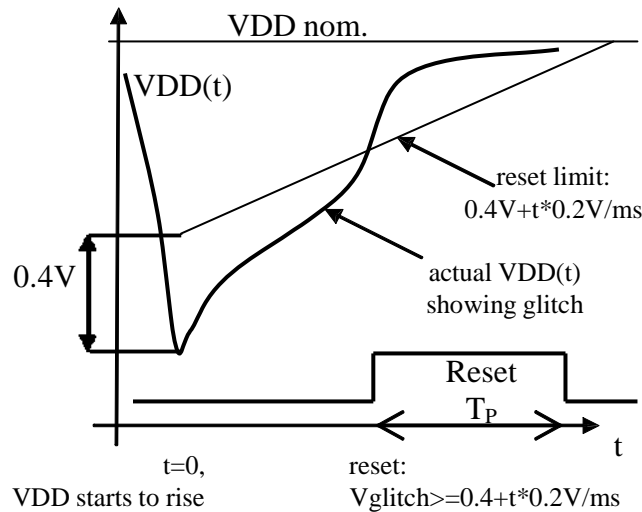 VDD nom.
VDD(t)
reset limit:
0.4V+t*0.2V/ms
0.4V
actual VDD(t)
showing glitch
Reset
TP
t
t=0,
VDD starts to rise
reset:
Vglitch>=0.4+t*0.2V/ms